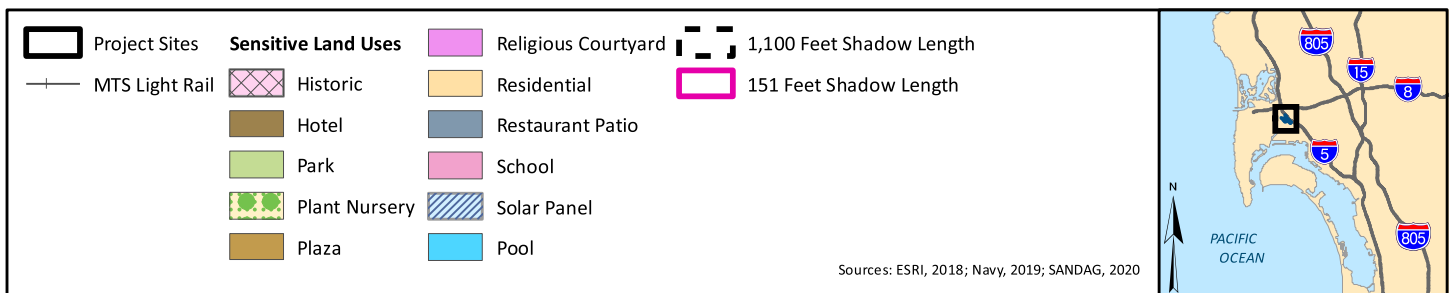 Project Sites
MTS Light Rail
Sensitive Land Uses
Historic
Hotel
Park
Plant Nursery
Plaza
Religious Courtyard
Residential
Restaurant Patio
School
Solar Panel
Pool
1,100 Feet Shadow Length
151 Feet Shadow Length
Sources: ESRI, 2018; Navy, 2019; SANDAG, 2020
805
15
8
5
805
N
PACIFIC
OCEAN